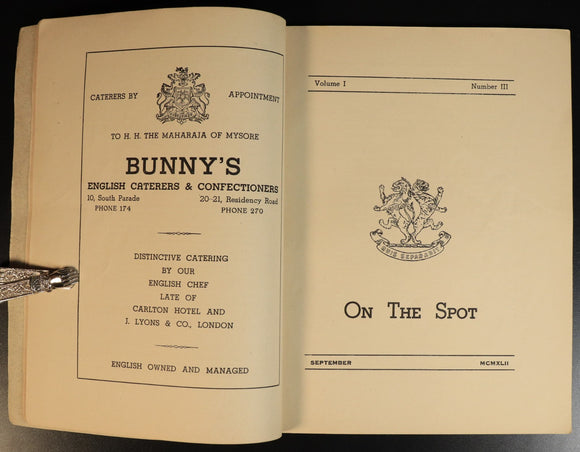 CATERERS BY APPOINTMENT
TO H. H. THE MAHARAJA OF MYSORE
BUNNY'S
ENGLISH CATERERS & CONFECTIONERS
10, South Parade 20-21, Residency Road
PHONE 174 PHONE 270
DISTINCTIVE CATERING
BY OUR
ENGLISH CHEF
LATE OF
CARLTON HOTEL AND
J. LYONS & CO., LONDON
ENGLISH OWNED AND MANAGED
Volume I Number III
QUIS SEPARABIT
ON THE SPOT
SEPTEMBER MCMXLII